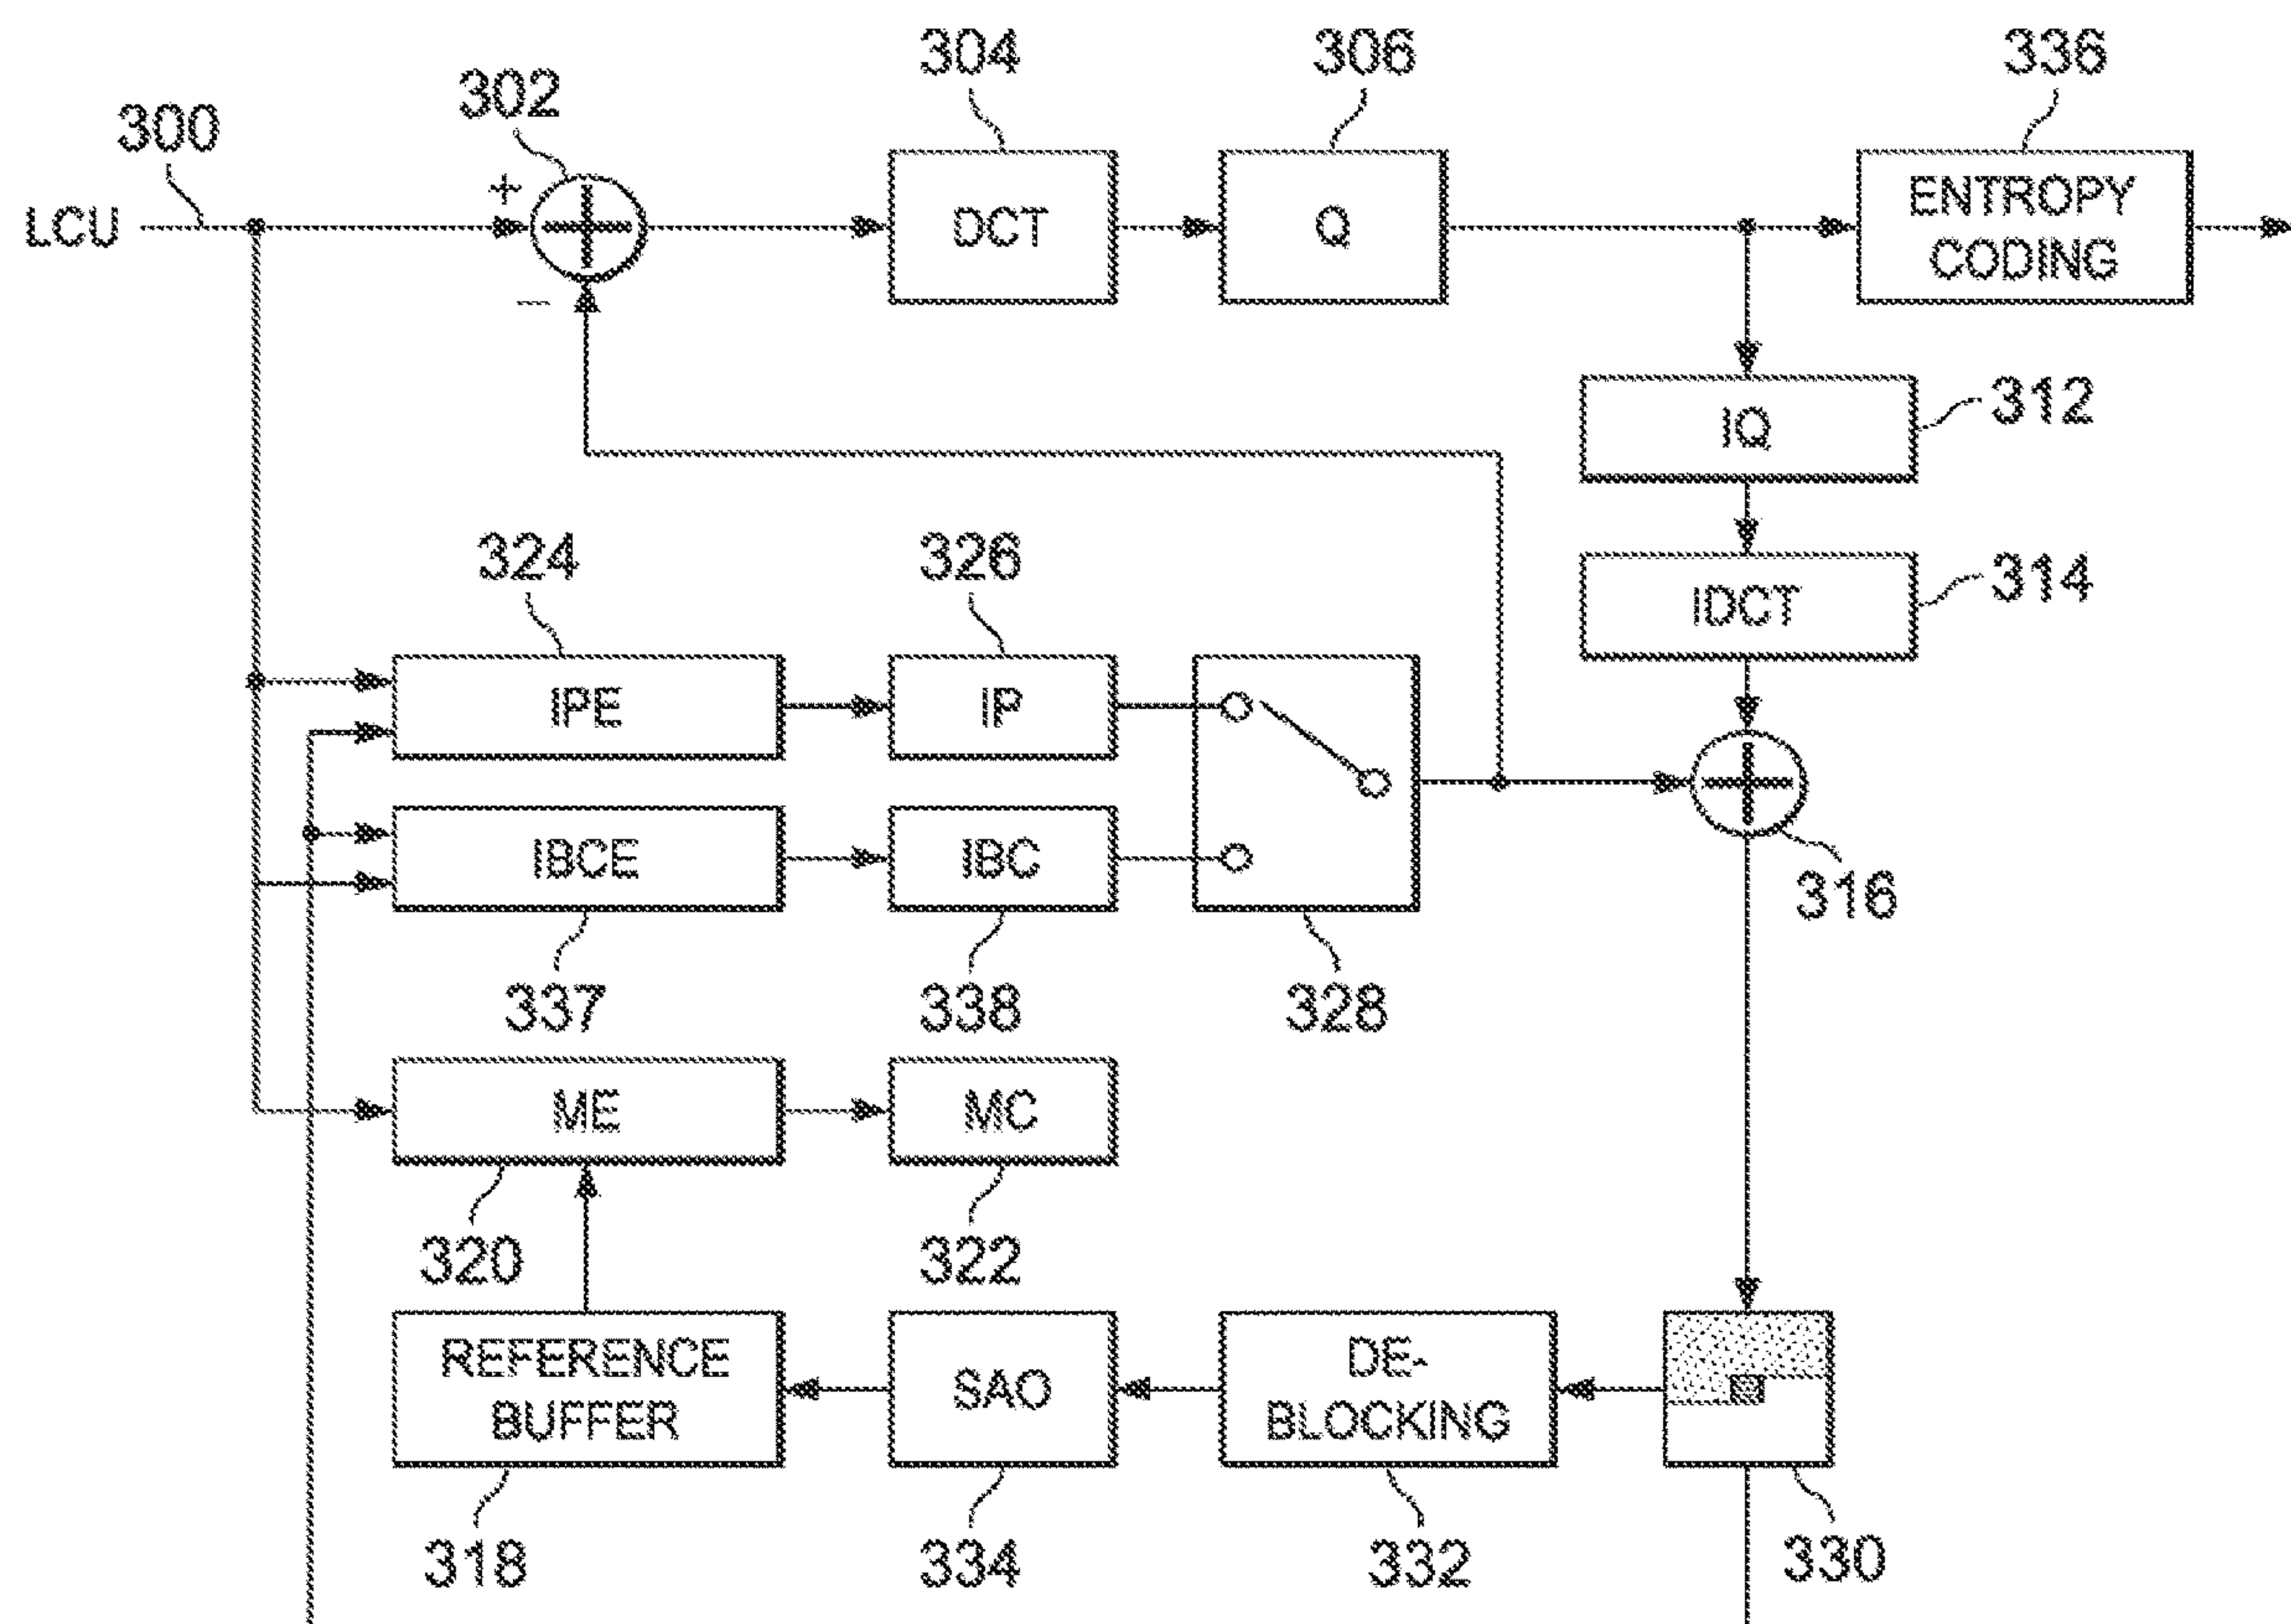 304
306
336
302
300
+
LCU
DCT
Q
ENTROPY
CODING
−
312
IQ
324
326
314
IDCT
IPE
IP
IBCE
IBC
316
337
338
328
ME
MC
320
322
REFERENCE
BUFFER
SAO
DE-
BLOCKING
318
334
332
330